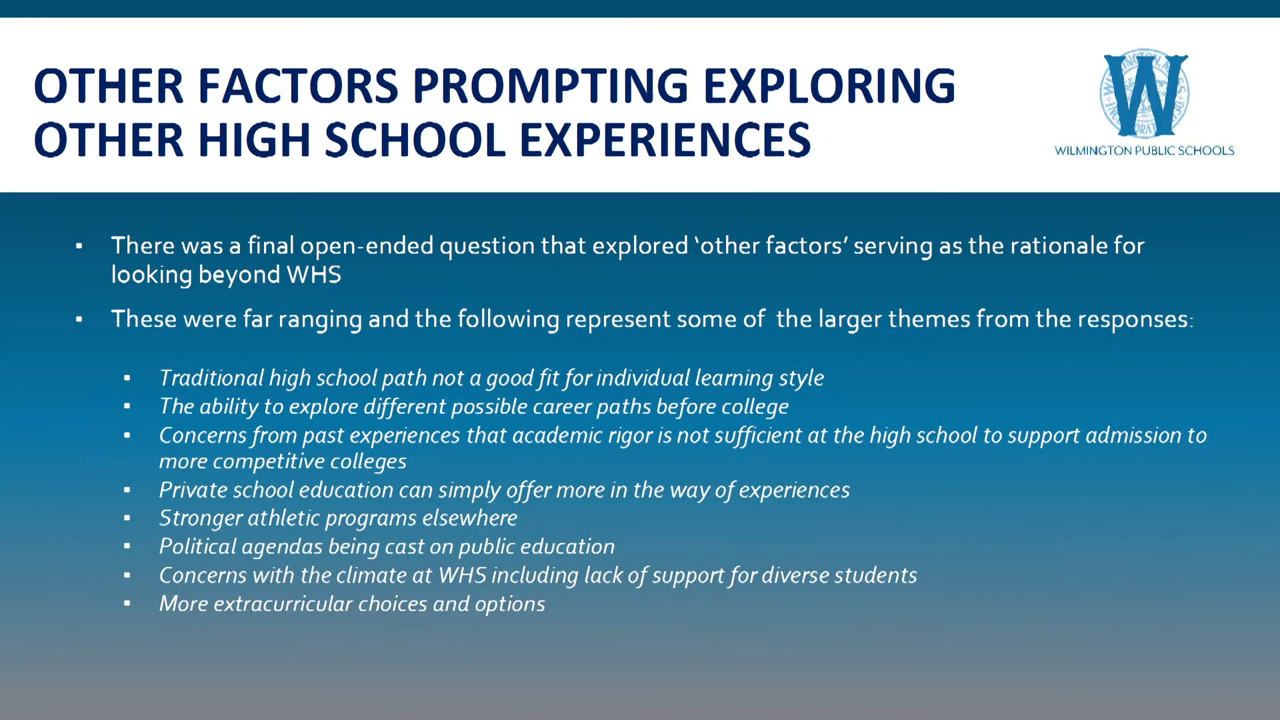 OTHER FACTORS PROMPTING EXPLORING
OTHER HIGH SCHOOL EXPERIENCES
W
WILMINGTON PUBLIC SCHOOLS
▪ There was a final open-ended question that explored ‘other factors’ serving as the rationale for
looking beyond WHS
▪ These were far ranging and the following represent some of the larger themes from the responses:
▪ Traditional high school path not a good fit for individual learning style
▪ The ability to explore different possible career paths before college
▪ Concerns from past experiences that academic rigor is not sufficient at the high school to support admission to
more competitive colleges
▪ Private school education can simply offer more in the way of experiences
▪ Stronger athletic programs elsewhere
▪ Political agendas being cast on public education
▪ Concerns with the climate at WHS including lack of support for diverse students
▪ More extracurricular choices and options